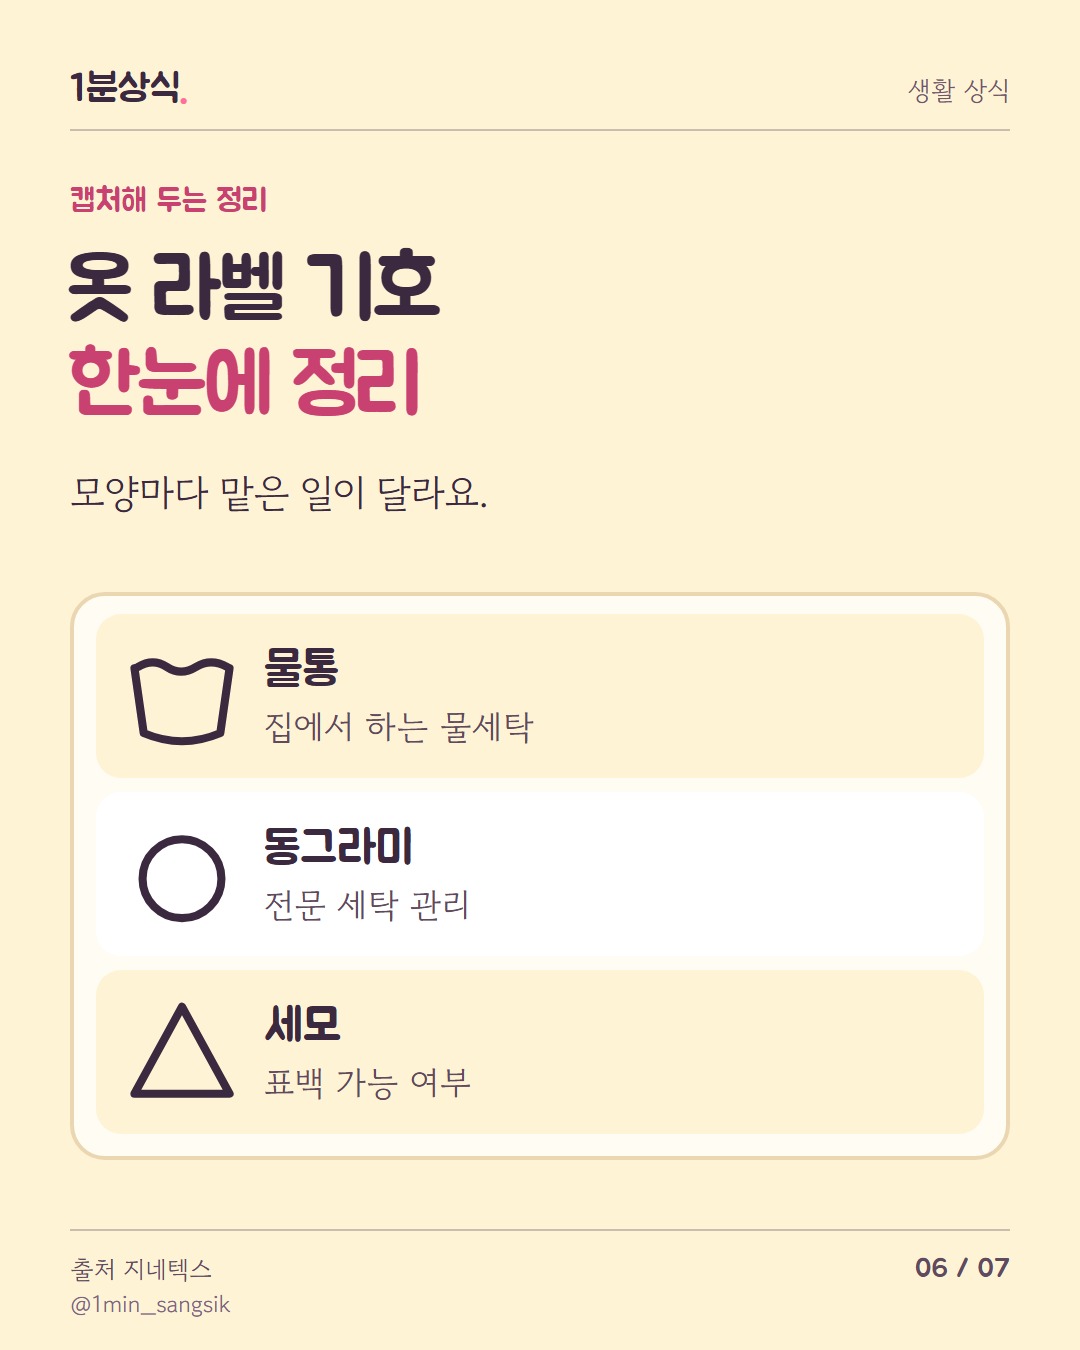 1분상식.
생활 상식
캡처해 두는 정리
옷 라벨 기호
한눈에 정리
모양마다 맡은 일이 달라요.
물통
집에서 하는 물세탁
동그라미
전문 세탁 관리
세모
표백 가능 여부
출처 지네텍스
@1min_sangsik
06 / 07